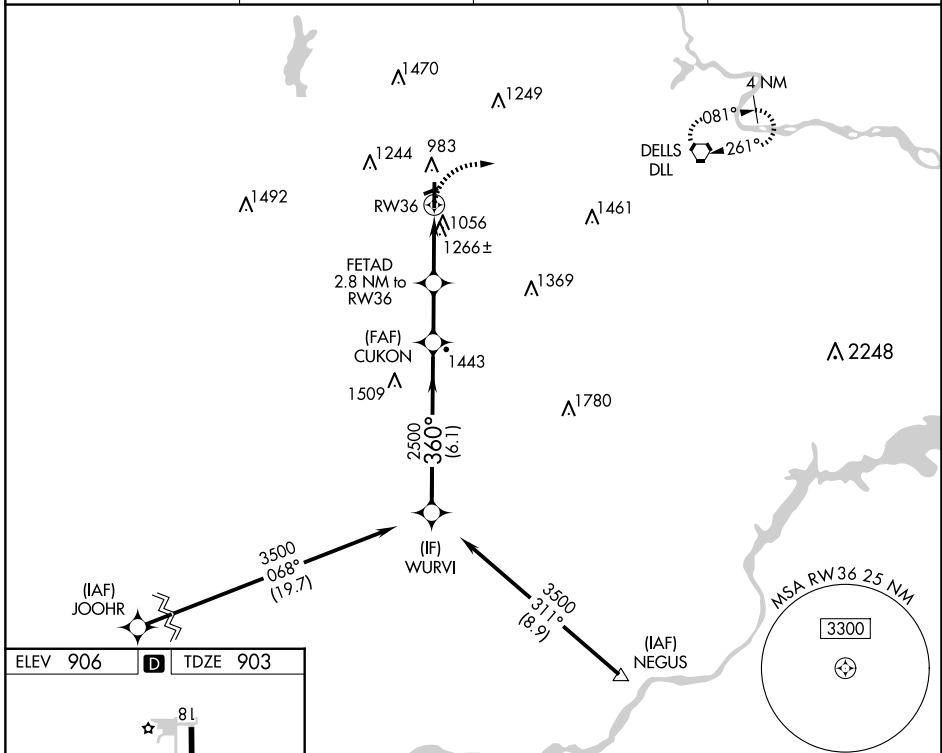 1470
1249
4 NM
081°
261°
DELLS
DLL
1244
983
1492
RW36
1056
1266±
1461
FETAD
2.8 NM to
RW36
1369
(FAF)
CUKON
1443
2248
1509
1780
2500
360°
(6.1)
(IF)
WURVI
3500
068°
(19.7)
3500
311°
(8.9)
(IAF)
JOOHR
(IAF)
NEGUS
MSA RW36 25 NM
3300
ELEV 906
D
TDZE 903
18